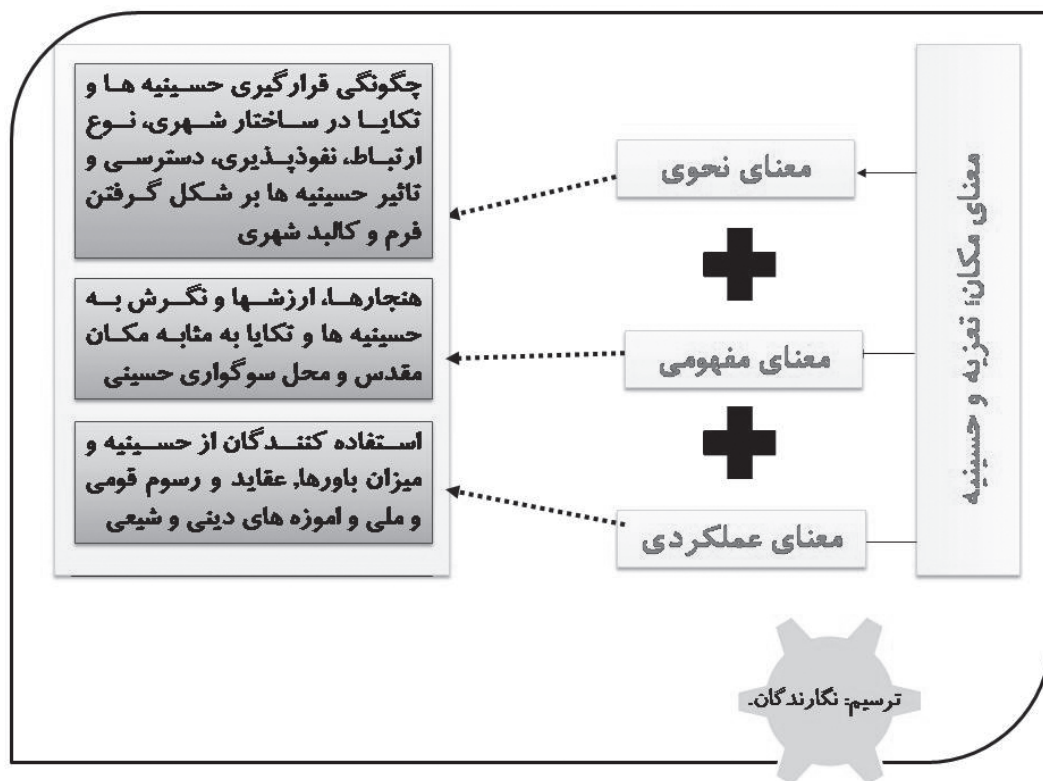 معنای مکان؛ تعزیه و حسینیه
معنای نحوی
چگونگی قرارگیری حسینیه ها و
تکایا در ساختار شهری، نوع
ارتباط، نفوذپذیری، دسترسی و
تاثیر حسینیه ها بر شکل گرفتن
فرم و کالبد شهری
معنای مفهومی
هنجارها، ارزشها و نگرش به
حسینیه ها و تکایا به مثابه مکان
مقدس و محل سوگواری حسینی
معنای عملکردی
استفاده کنندگان از حسینیه و
میزان باورها, عقاید و رسوم قومی
و ملی و اموزه های دینی و شیعی
ترسیم: نگارندگان.